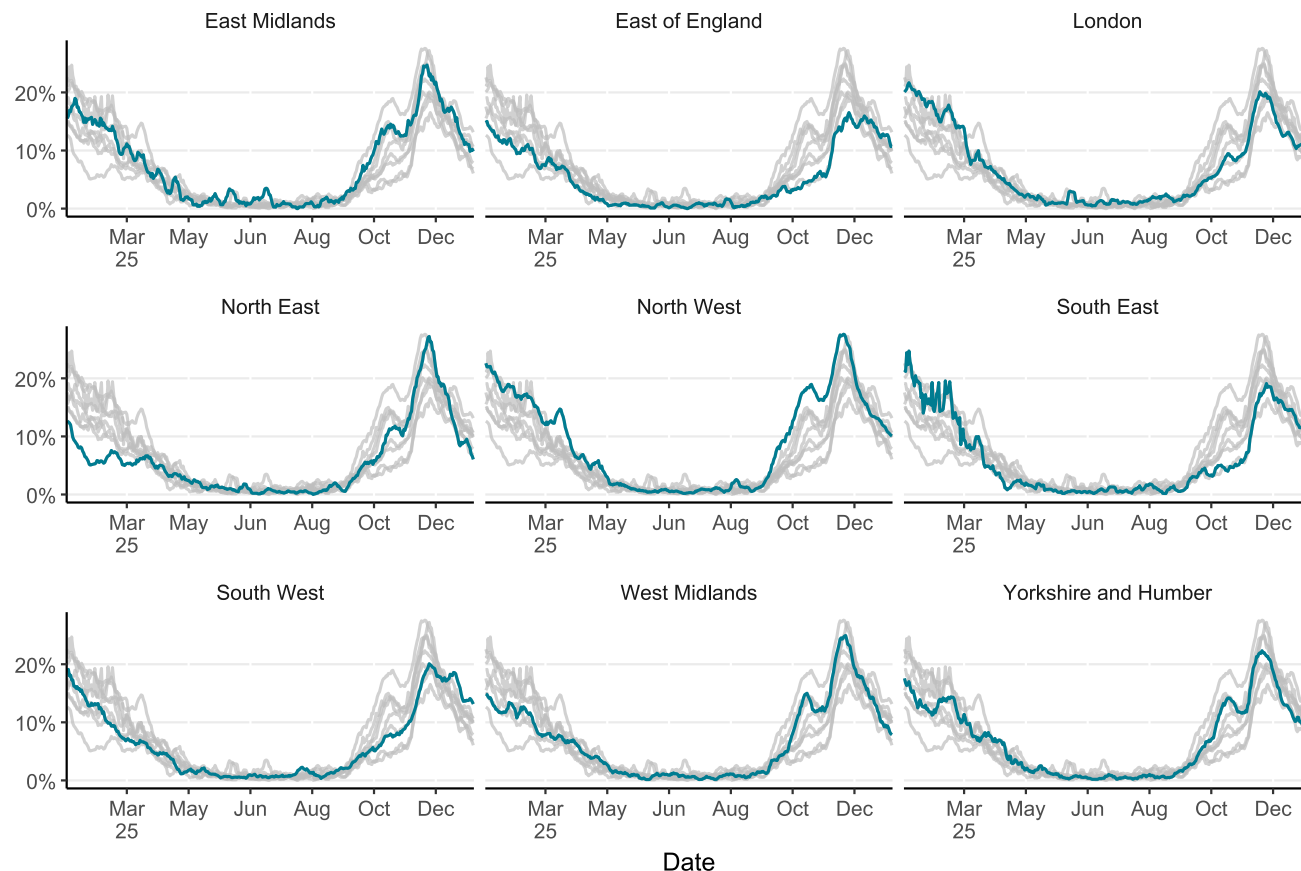 East Midlands East of England London
20%
10%
0%
Mar May Jun Aug Oct Dec Mar May Jun Aug Oct Dec Mar May Jun Aug Oct Dec
25 25 25
North East North West South East
20%
10%
0%
Mar May Jun Aug Oct Dec Mar May Jun Aug Oct Dec Mar May Jun Aug Oct Dec
25 25 25
South West West Midlands Yorkshire and Humber
20%
10%
0%
Mar May Jun Aug Oct Dec Mar May Jun Aug Oct Dec Mar May Jun Aug Oct Dec
25 25 25
Date